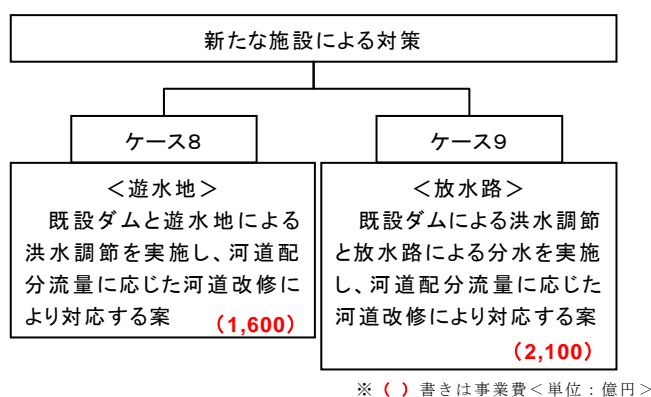 新たな施設による対策
ケース8
＜遊水地＞
既設ダムと遊水地による
洪水調節を実施し、河道配
分流量に応じた河道改修に
より対応する案
（1,600）
ケース9
＜放水路＞
既設ダムによる洪水調節
と放水路による分水を実施
し、河道配分流量に応じた
河道改修により対応する案
（2,100）
※（ ）書きは事業費＜単位：億円＞